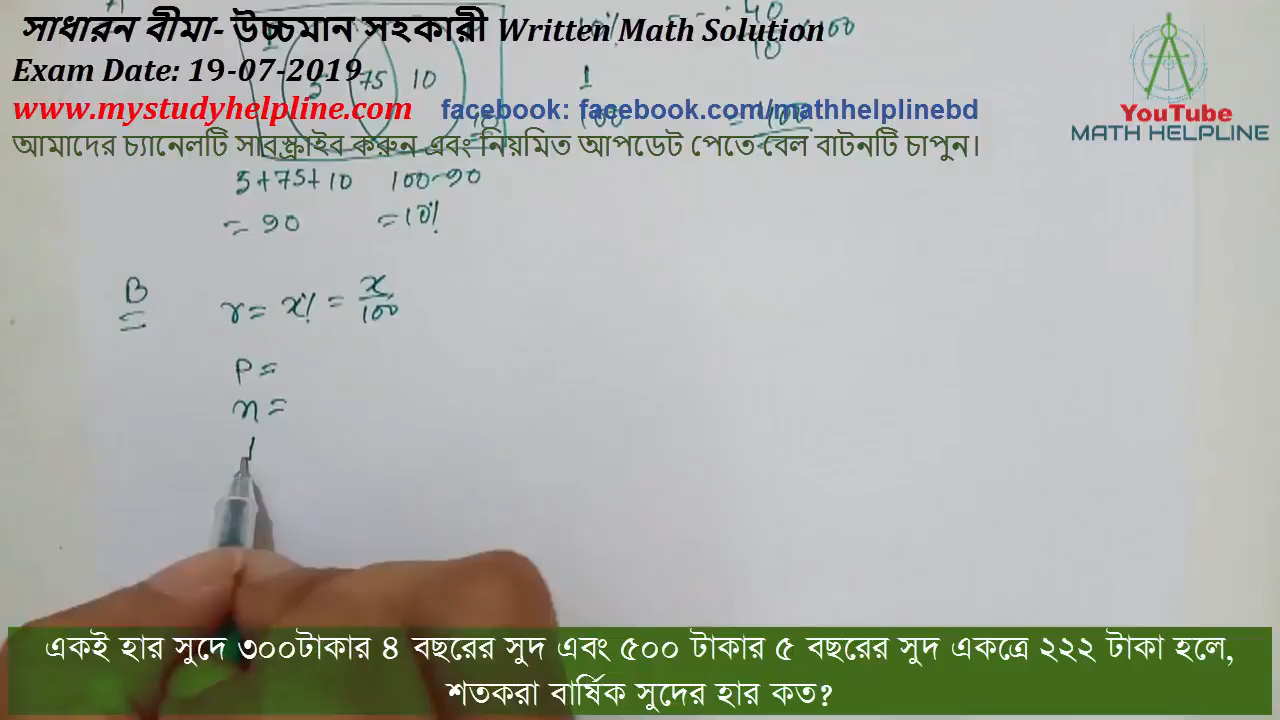 সাধারন বীমা- উচ্চমান সহকারী Written Math Solution
Exam Date: 19-07-2019
www.mystudyhelpline.com facebook: facebook.com/mathhelplinebd
YouTube
MATH HELPLINE
আমাদের চ্যানেলটি সাবস্ক্রাইব করুন এবং নিয়মিত আপডেট পেতে বেল বাটনটি চাপুন।
5 75 10
5+75+10 100-90
= 90 = 10%
B r = x% = x/100
P =
n =
একই হার সুদে ৩০০টাকার ৪ বছরের সুদ এবং ৫০০ টাকার ৫ বছরের সুদ একত্রে ২২২ টাকা হলে,
শতকরা বার্ষিক সুদের হার কত?